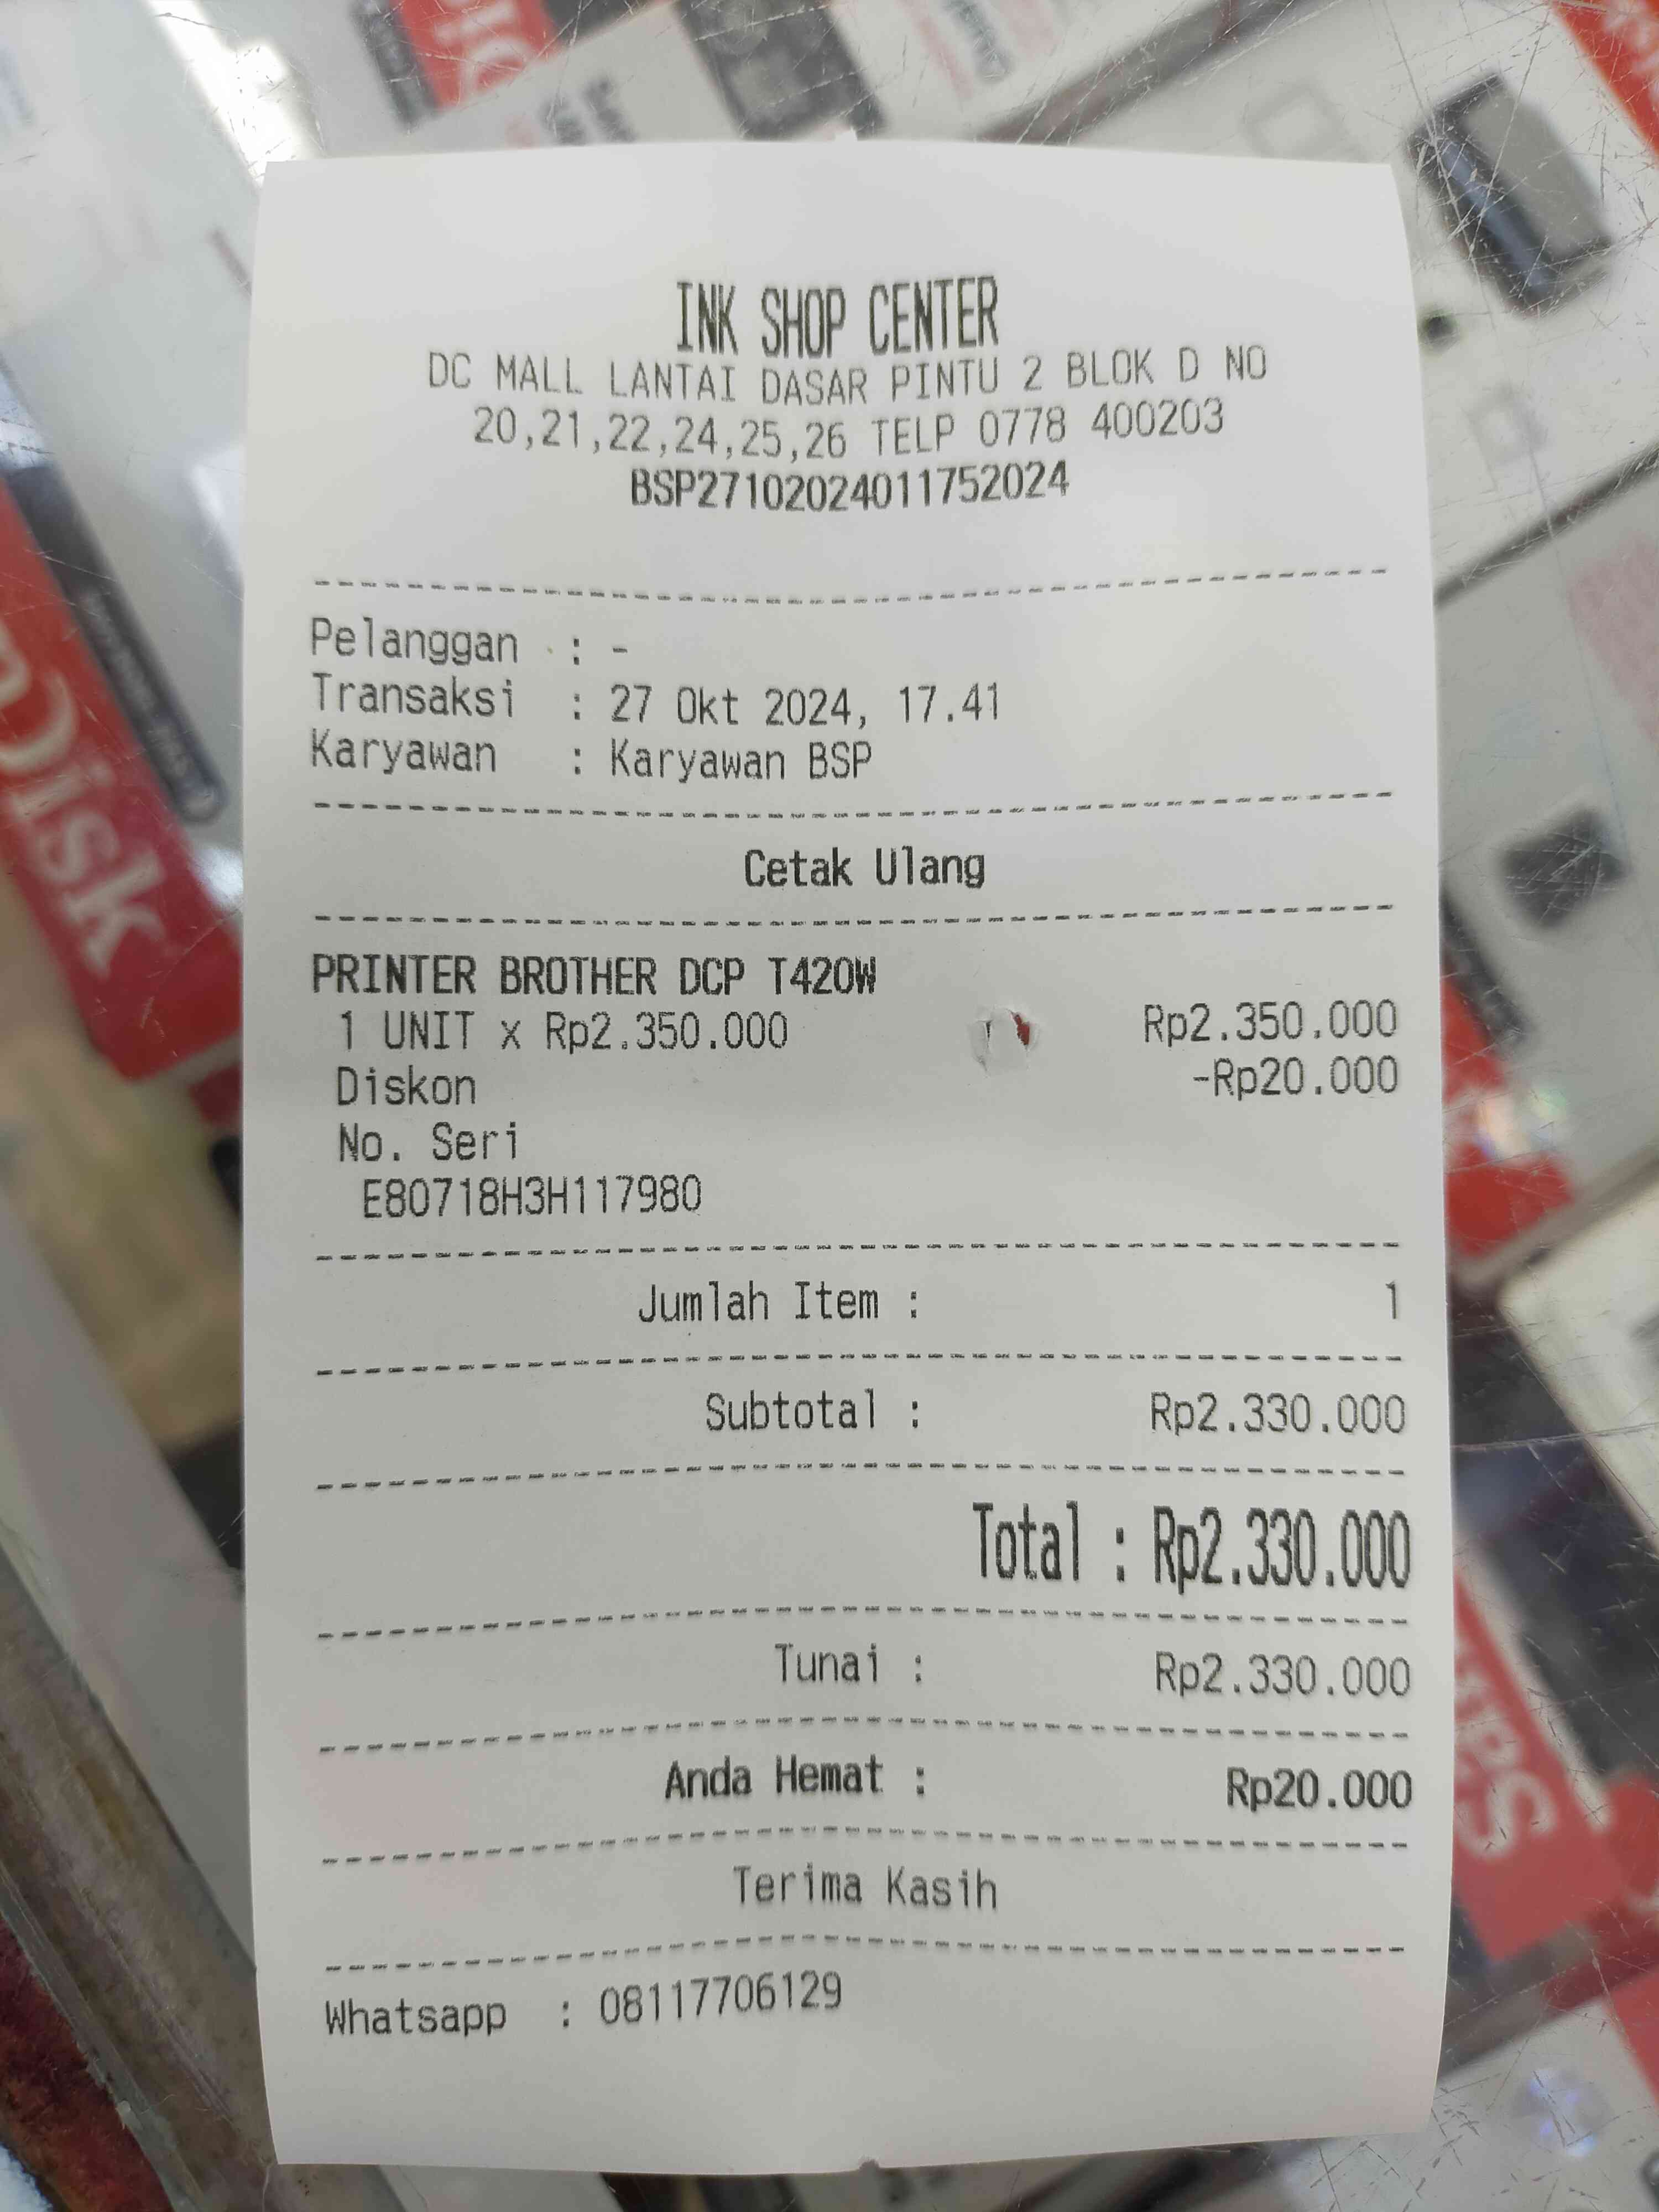 INK SHOP CENTER
DC MALL LANTAI DASAR PINTU 2 BLOK D NO
20,21,22,24,25,26 TELP 0778 400203
BSP27102024011752024
Pelanggan : -
Transaksi : 27 Okt 2024, 17.41
Karyawan : Karyawan BSP
Cetak Ulang
PRINTER BROTHER DCP T420W
1 UNIT x Rp2.350.000 Rp2.350.000
Diskon -Rp20.000
No. Seri
E80718H3H117980
Jumlah Item : 1
Subtotal : Rp2.330.000
Total : Rp2.330.000
Tunai : Rp2.330.000
Anda Hemat : Rp20.000
Terima Kasih
Whatsapp : 08117706129